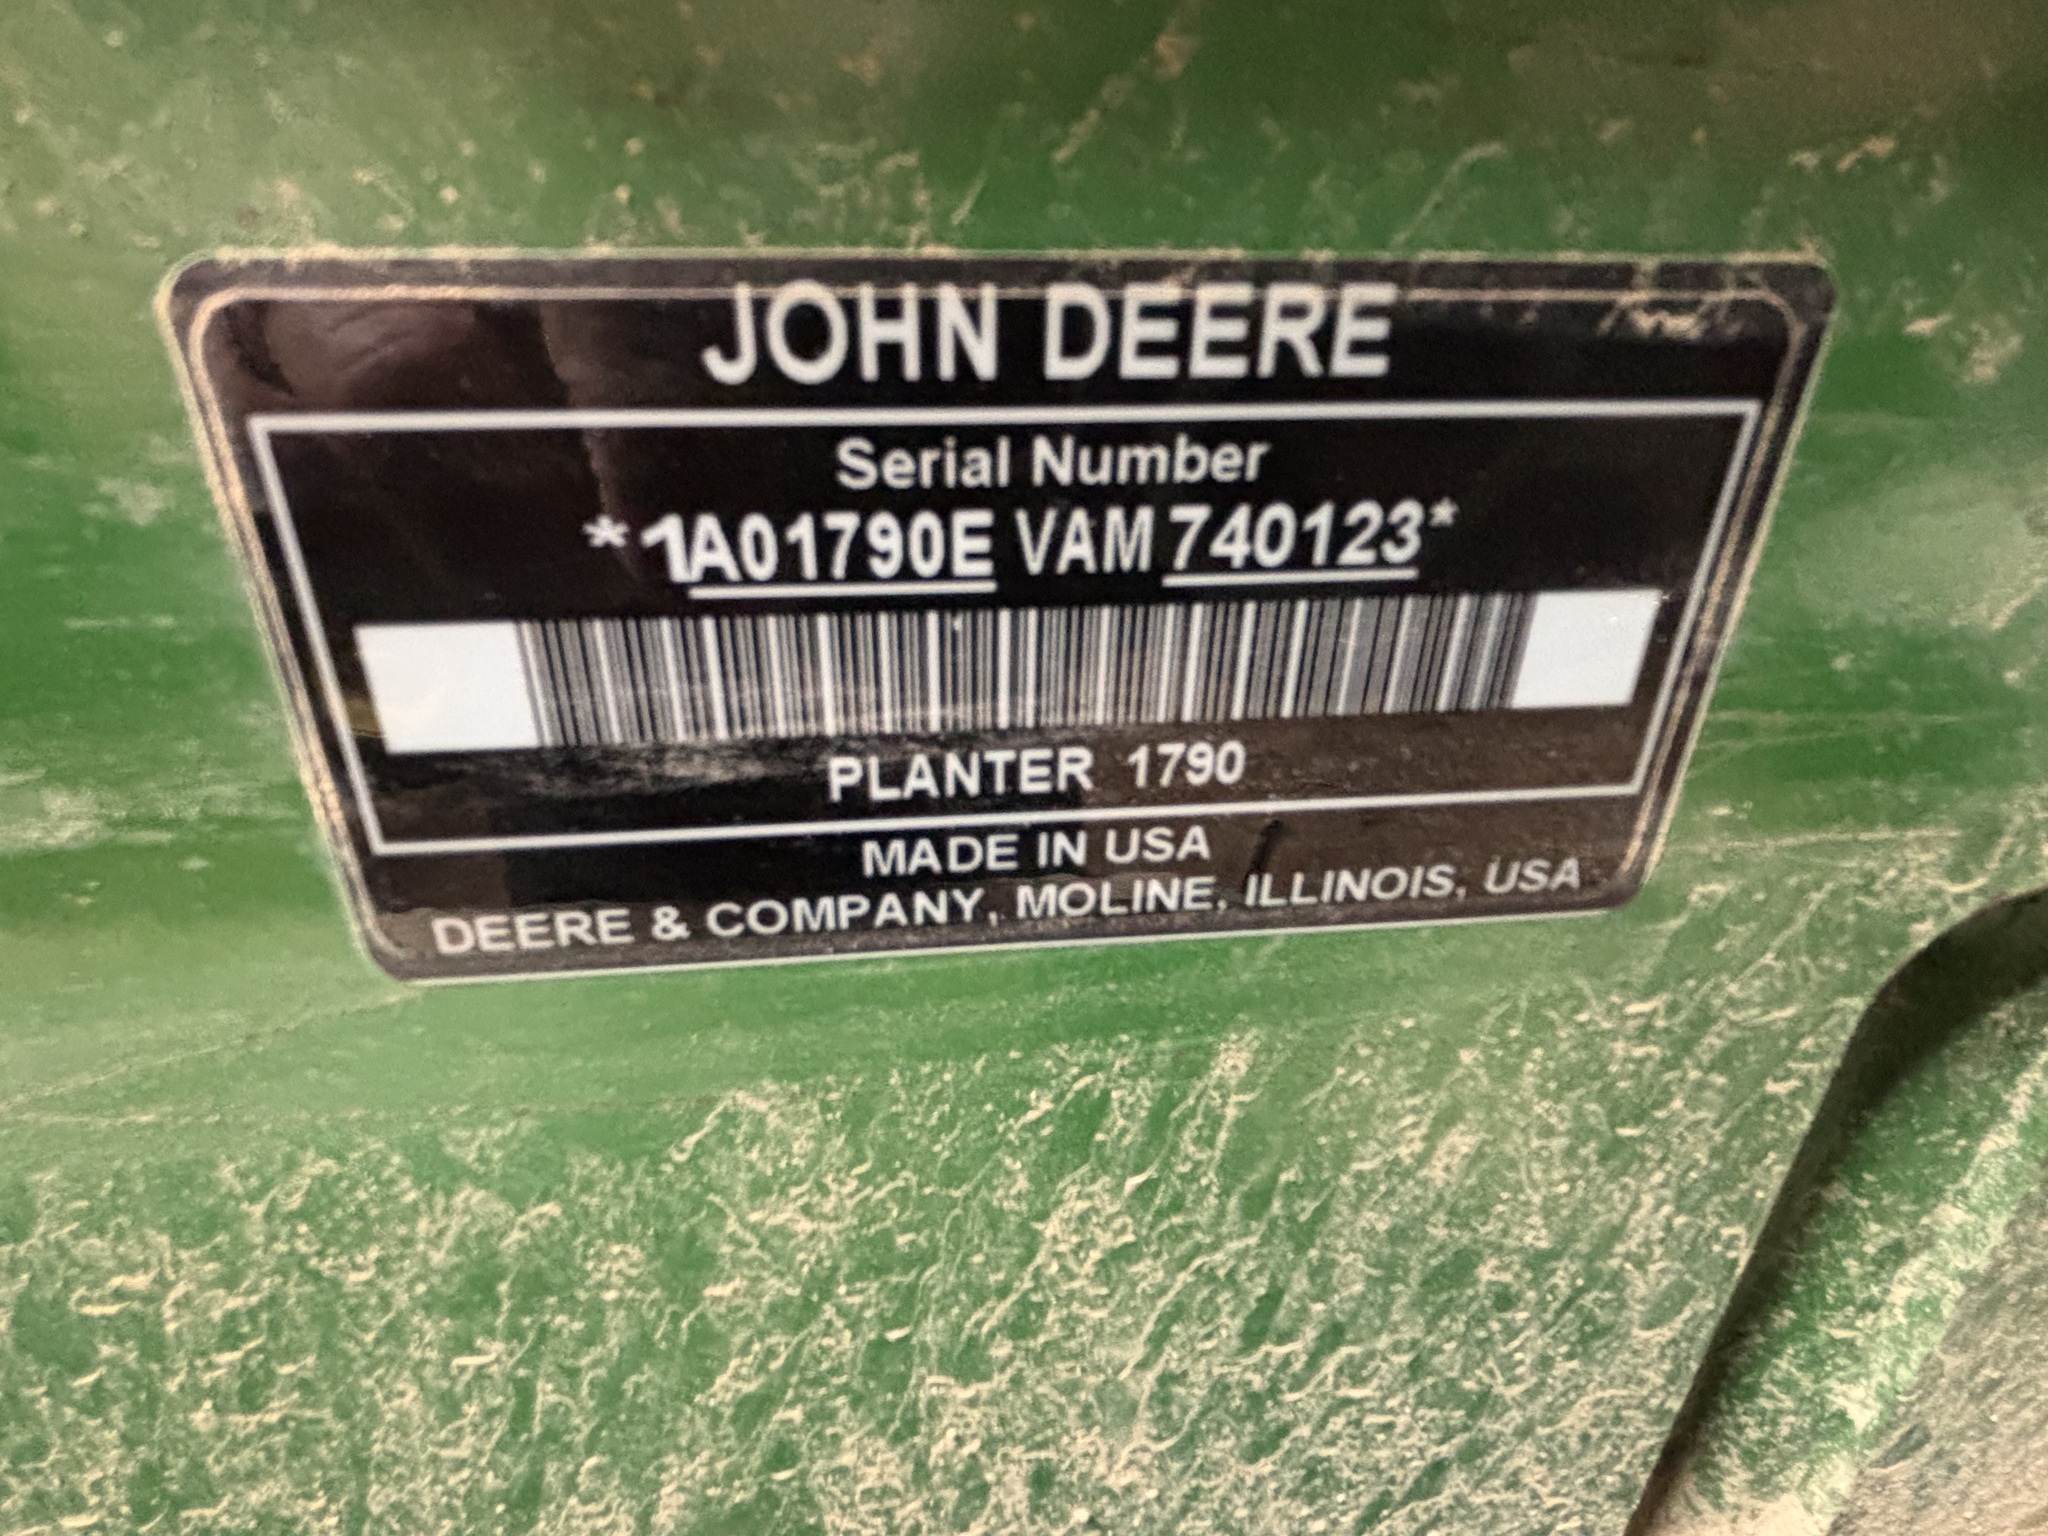 JOHN DEERE
Serial Number
*1A01790E VAM 740123*
PLANTER 1790
MADE IN USA
DEERE & COMPANY, MOLINE, ILLINOIS, USA